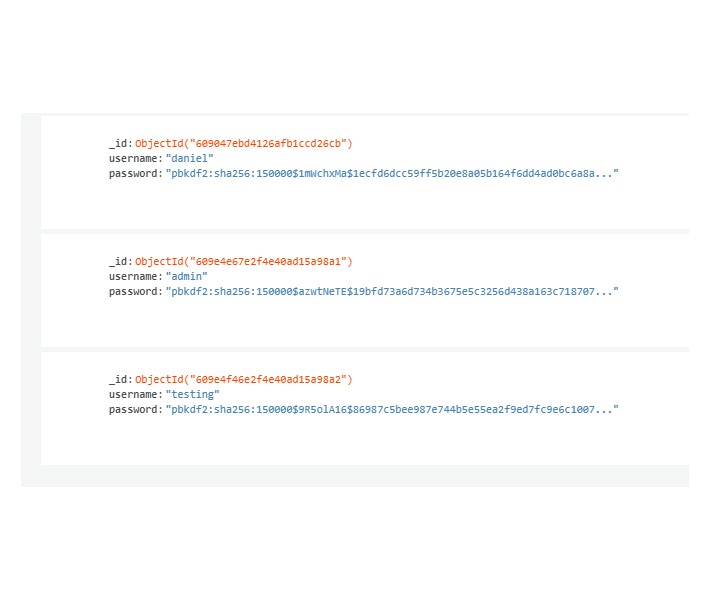 _id: ObjectId("609047ebd4126afb1ccd26cb")
username: "daniel"
password: "pbkdf2:sha256:150000$1mWchxMa$1ecfd6dcc59ff5b20e8a05b164f6dd4ad0bc6a8a..."
_id: ObjectId("609e4e67e2f4e40ad15a98a1")
username: "admin"
password: "pbkdf2:sha256:150000$azwtNeTE$19bfd73a6d734b3675e5c3256d438a163c718707..."
_id: ObjectId("609e4f46e2f4e40ad15a98a2")
username: "testing"
password: "pbkdf2:sha256:150000$9R5olA16$86987c5bee987e744b5e55ea2f9ed7fc9e6c1007..."